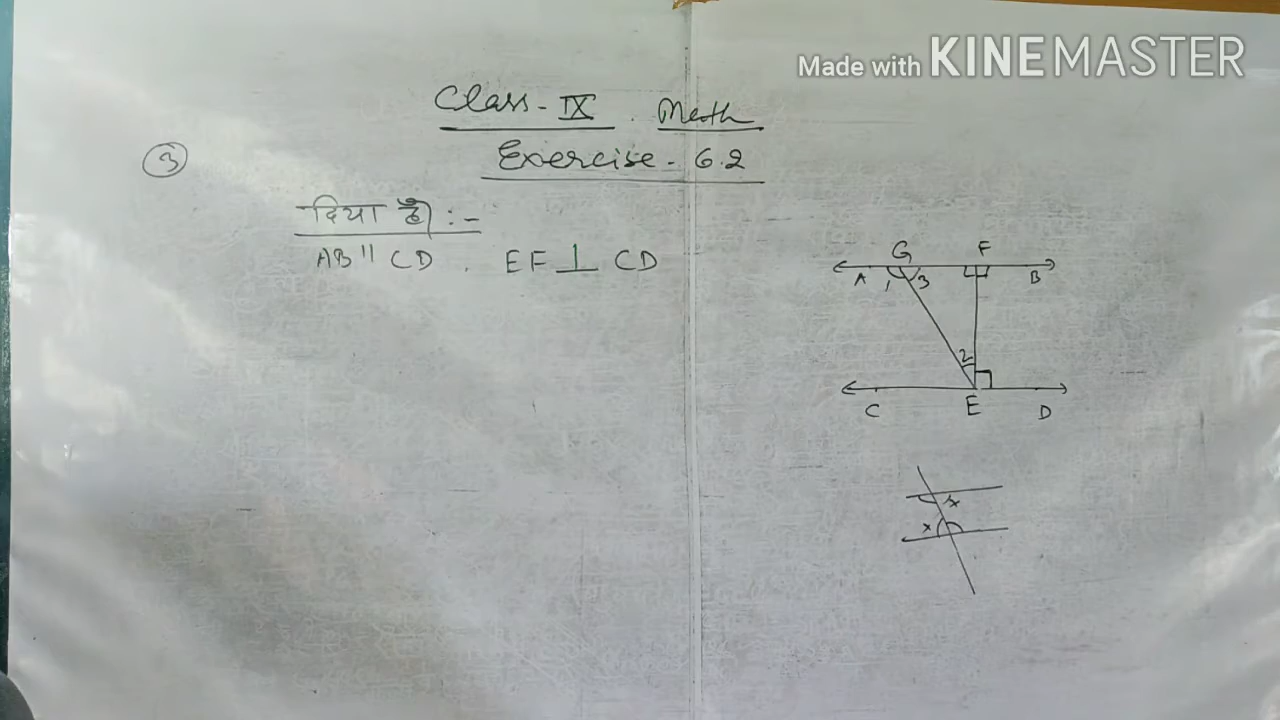 Made with KINEMASTER
Class - IX . Math
Exercise - 6.2
3
दिया है :-
AB || CD . EF ⊥ CD
G F
A 1 3 B
2
C E D
x
x